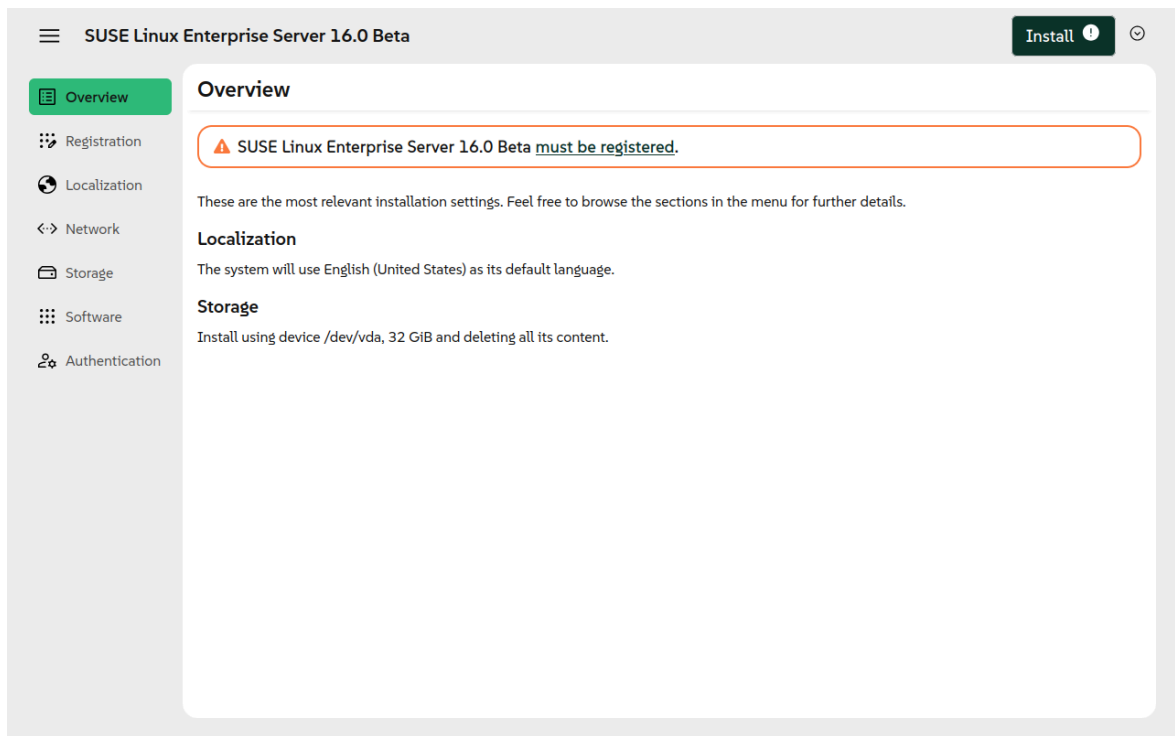 SUSE Linux Enterprise Server 16.0 Beta
Install !
Overview
Registration
Localization
Network
Storage
Software
Authentication
Overview
SUSE Linux Enterprise Server 16.0 Beta must be registered.
These are the most relevant installation settings. Feel free to browse the sections in the menu for further details.
Localization
The system will use English (United States) as its default language.
Storage
Install using device /dev/vda, 32 GiB and deleting all its content.